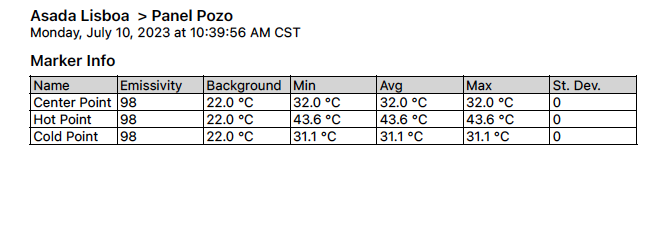 Asada Lisboa > Panel Pozo
Monday, July 10, 2023 at 10:39:56 AM CST
Marker Info
Name Emissivity Background Min Avg Max St. Dev.
Center Point 98 22.0 °C 32.0 °C 32.0 °C 32.0 °C 0
Hot Point 98 22.0 °C 43.6 °C 43.6 °C 43.6 °C 0
Cold Point 98 22.0 °C 31.1 °C 31.1 °C 31.1 °C 0